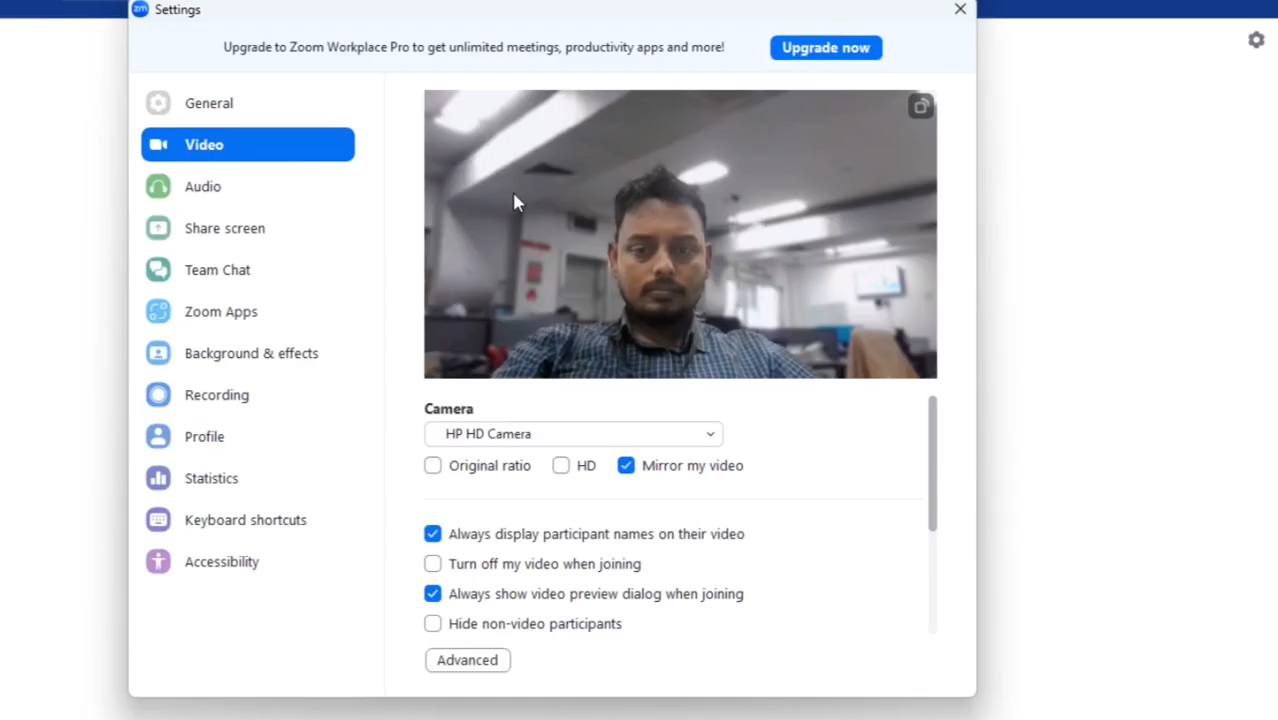 zm Settings
Upgrade to Zoom Workplace Pro to get unlimited meetings, productivity apps and more! Upgrade now
General
Video
Audio
Share screen
Team Chat
Zoom Apps
Background & effects
Recording
Profile
Statistics
Keyboard shortcuts
Accessibility
Camera
HP HD Camera
Original ratio HD Mirror my video
Always display participant names on their video
Turn off my video when joining
Always show video preview dialog when joining
Hide non-video participants
Advanced